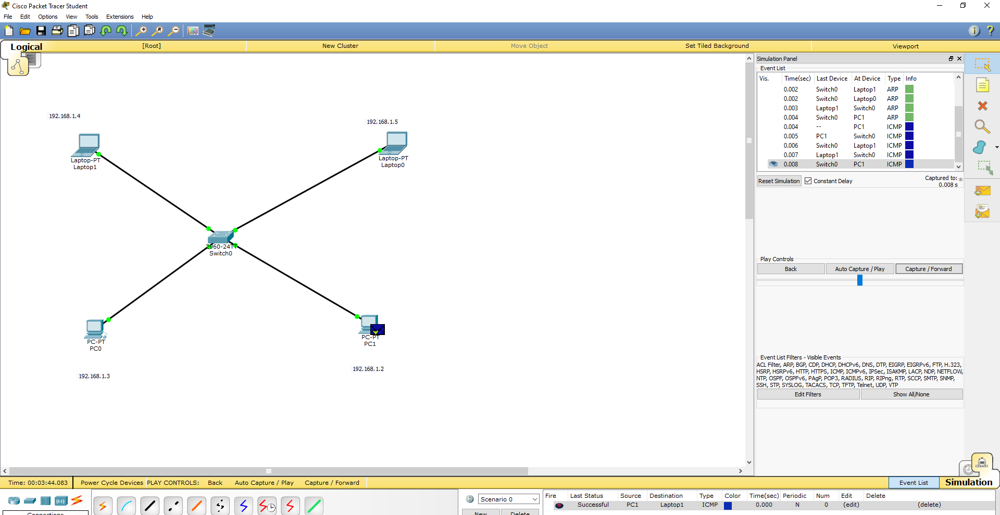 Cisco Packet Tracer Student
File Edit Options View Tools Extensions Help
Logical [Root] New Cluster Move Object Set Tiled Background Viewport
192.168.1.4
Laptop-PT
Laptop1
192.168.1.5
Laptop-PT
Laptop0
2960-24TT
Switch0
PC-PT
PC0
192.168.1.3
PC-PT
PC1
192.168.1.2
Simulation Panel
Event List
Vis. Time(sec) Last Device At Device Type Info
0.002 Switch0 Laptop1 ARP
0.002 Switch0 Laptop0 ARP
0.003 Laptop1 Switch0 ARP
0.004 Switch0 PC1 ARP
0.004 -- PC1 ICMP
0.005 PC1 Switch0 ICMP
0.006 Switch0 Laptop1 ICMP
0.007 Laptop1 Switch0 ICMP
0.008 Switch0 PC1 ICMP
Reset Simulation Constant Delay Captured to: *
0.008 s
Play Controls
Back Auto Capture / Play Capture / Forward
Event List Filters - Visible Events
ACL Filter, ARP, BGP, CDP, DHCP, DHCPv6, DNS, DTP, EIGRP, EIGRPv6, FTP, H.323,
HSRP, HSRPv6, HTTP, HTTPS, ICMP, ICMPv6, IPSec, ISAKMP, LACP, NDP, NETFLOW,
NTP, OSPF, OSPFv6, PAgP, POP3, RADIUS, RIP, RIPng, RTP, SCCP, SMTP, SNMP,
SSH, STP, SYSLOG, TACACS, TCP, TFTP, Telnet, UDP, VTP
Edit Filters Show All/None
Time: 00:03:44.083 Power Cycle Devices PLAY CONTROLS: Back Auto Capture / Play Capture / Forward Event List Simulation
Connections
Scenario 0
New Delete
Fire Last Status Source Destination Type Color Time(sec) Periodic Num Edit Delete
Successful PC1 Laptop1 ICMP 0.000 N 0 (edit) (delete)